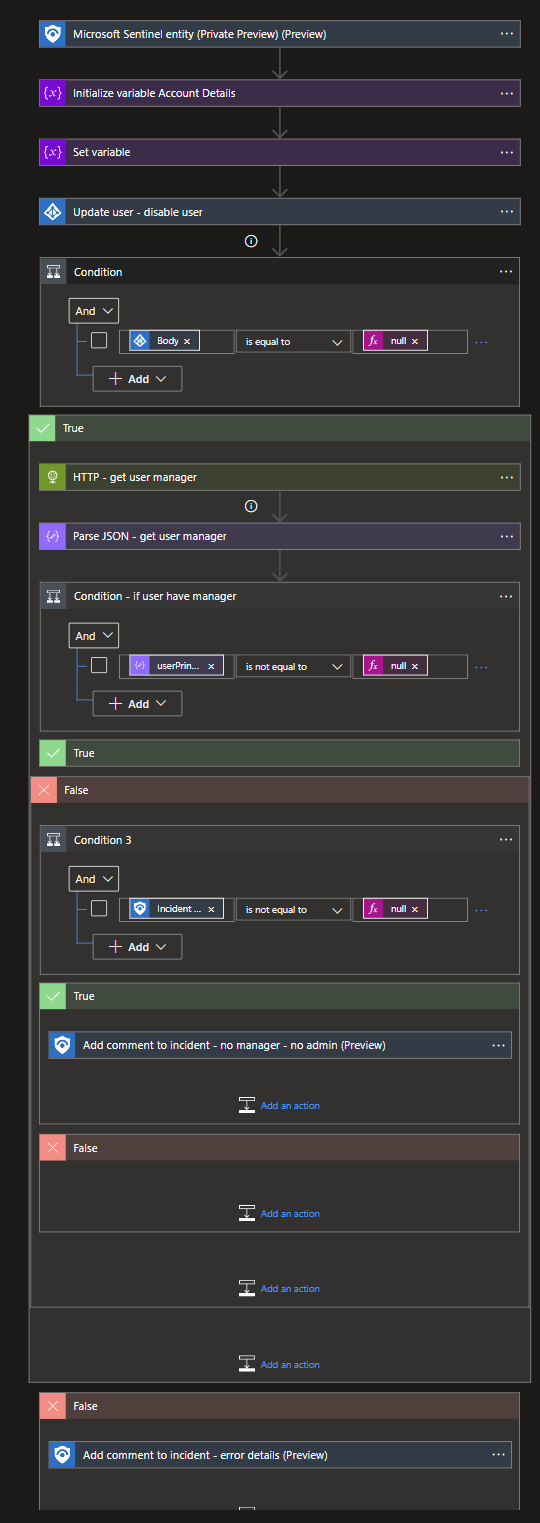 Microsoft Sentinel entity (Private Preview) (Preview)
{x} Initialize variable Account Details
{x} Set variable
Update user - disable user
Condition
And
Body × is equal to fx null ×
+ Add
True
HTTP - get user manager
Parse JSON - get user manager
Condition - if user have manager
And
userPrin... × is not equal to fx null ×
+ Add
True
False
Condition 3
And
Incident ... × is not equal to fx null ×
+ Add
True
Add comment to incident - no manager - no admin (Preview)
Add an action
False
Add an action
Add an action
Add an action
False
Add comment to incident - error details (Preview)